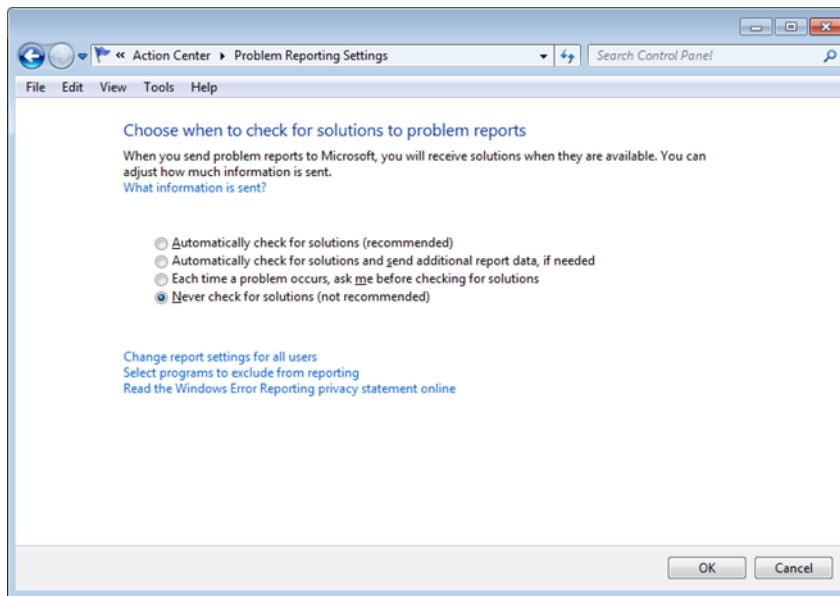 « Action Center Problem Reporting Settings Search Control Panel
File Edit View Tools Help
Choose when to check for solutions to problem reports
When you send problem reports to Microsoft, you will receive solutions when they are available. You can
adjust how much information is sent.
What information is sent?
Automatically check for solutions (recommended)
Automatically check for solutions and send additional report data, if needed
Each time a problem occurs, ask me before checking for solutions
Never check for solutions (not recommended)
Change report settings for all users
Select programs to exclude from reporting
Read the Windows Error Reporting privacy statement online
OK Cancel